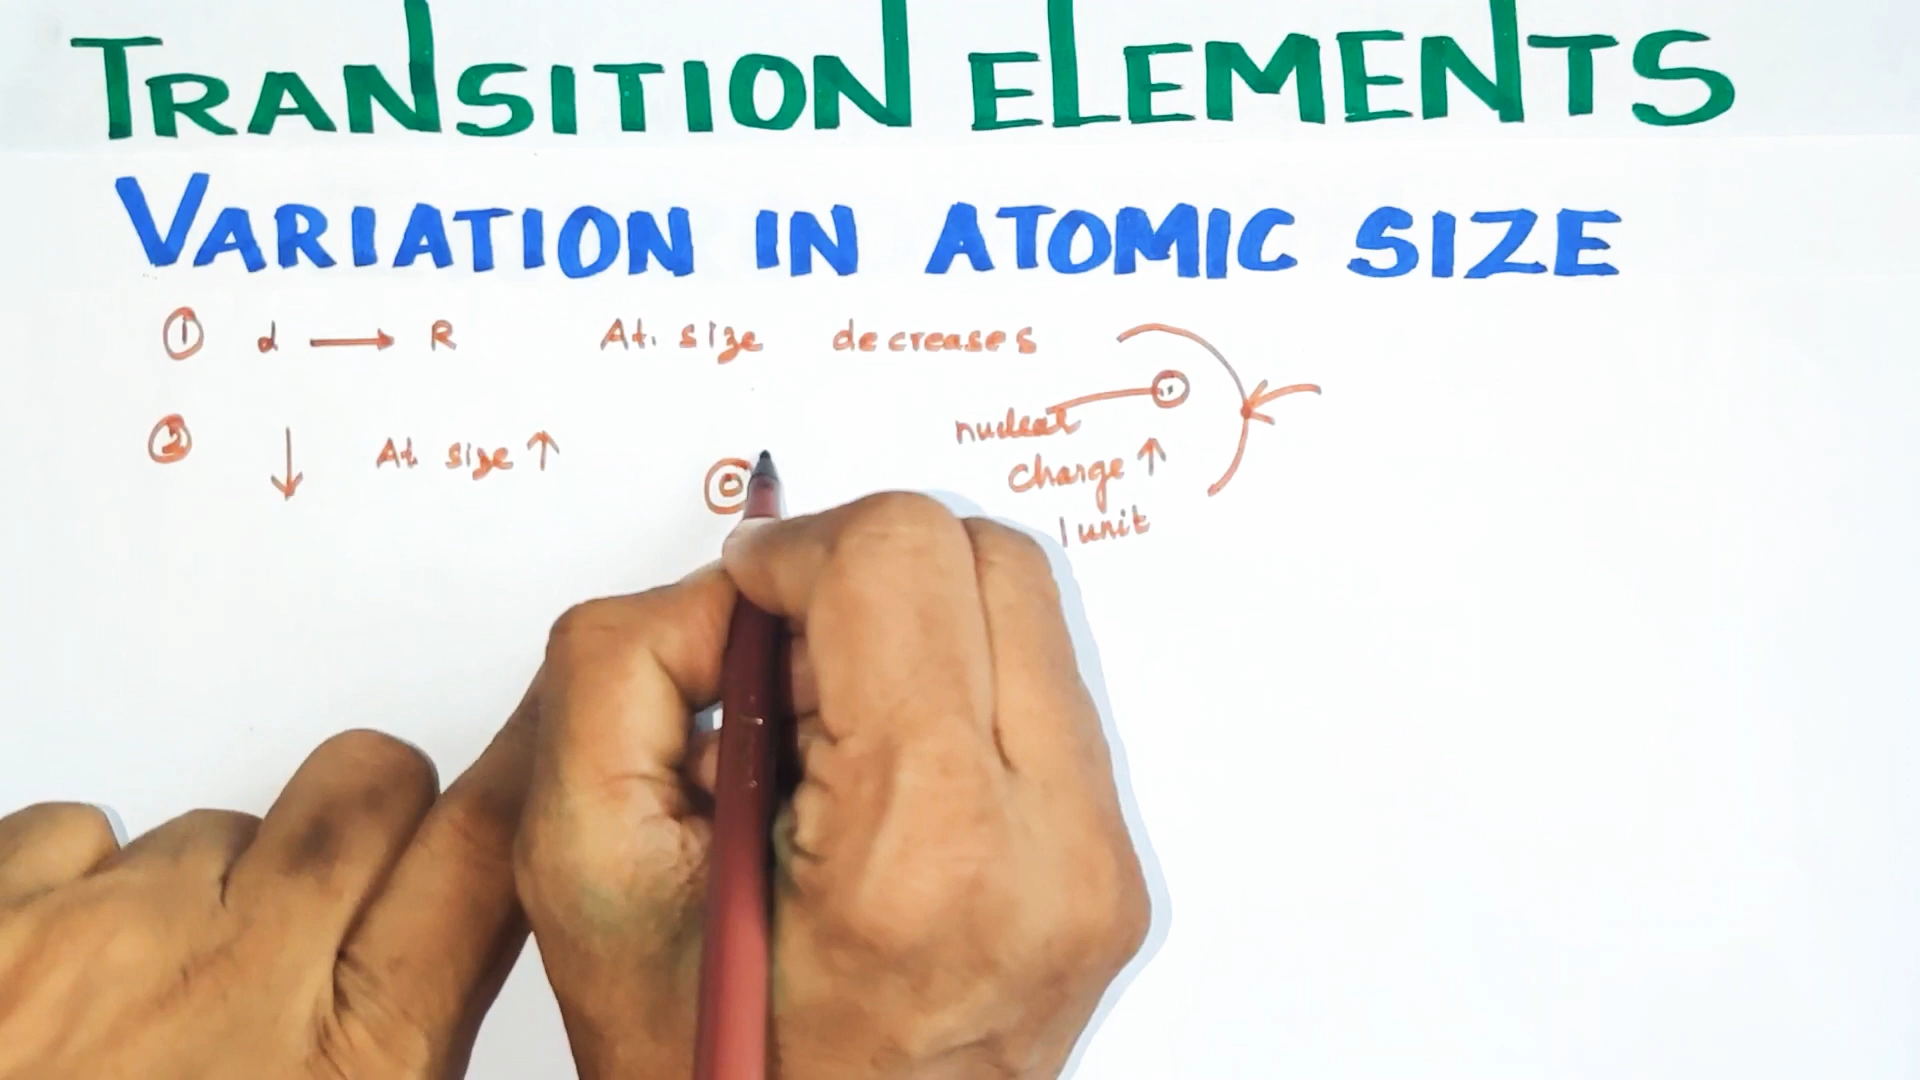 TRANSITION ELEMENTS
VARIATION IN ATOMIC SIZE
① d → R At. size decreases
② ↓ At size ↑
nuclear
charge ↑
1 unit